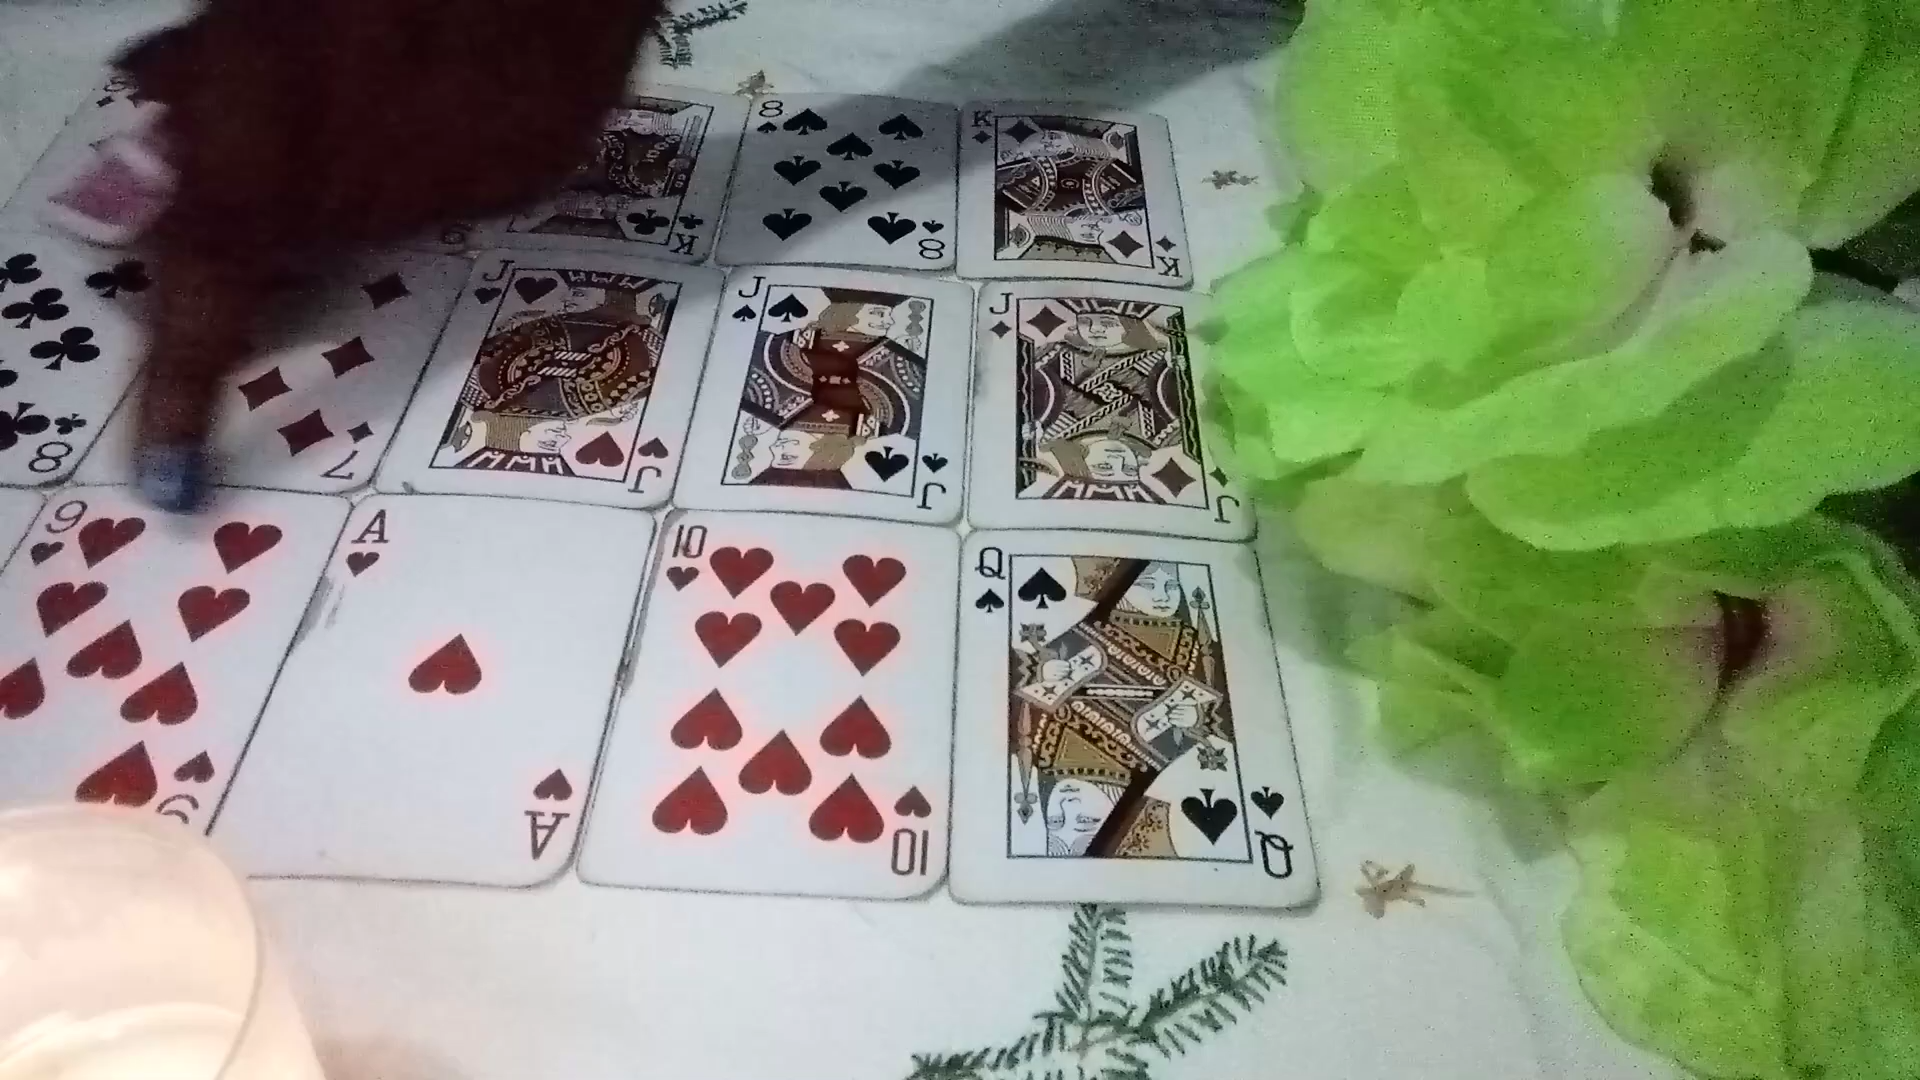 8 K
K 8 K
J J J
8 7 J J J
9 A 10 Q
A 10 Q